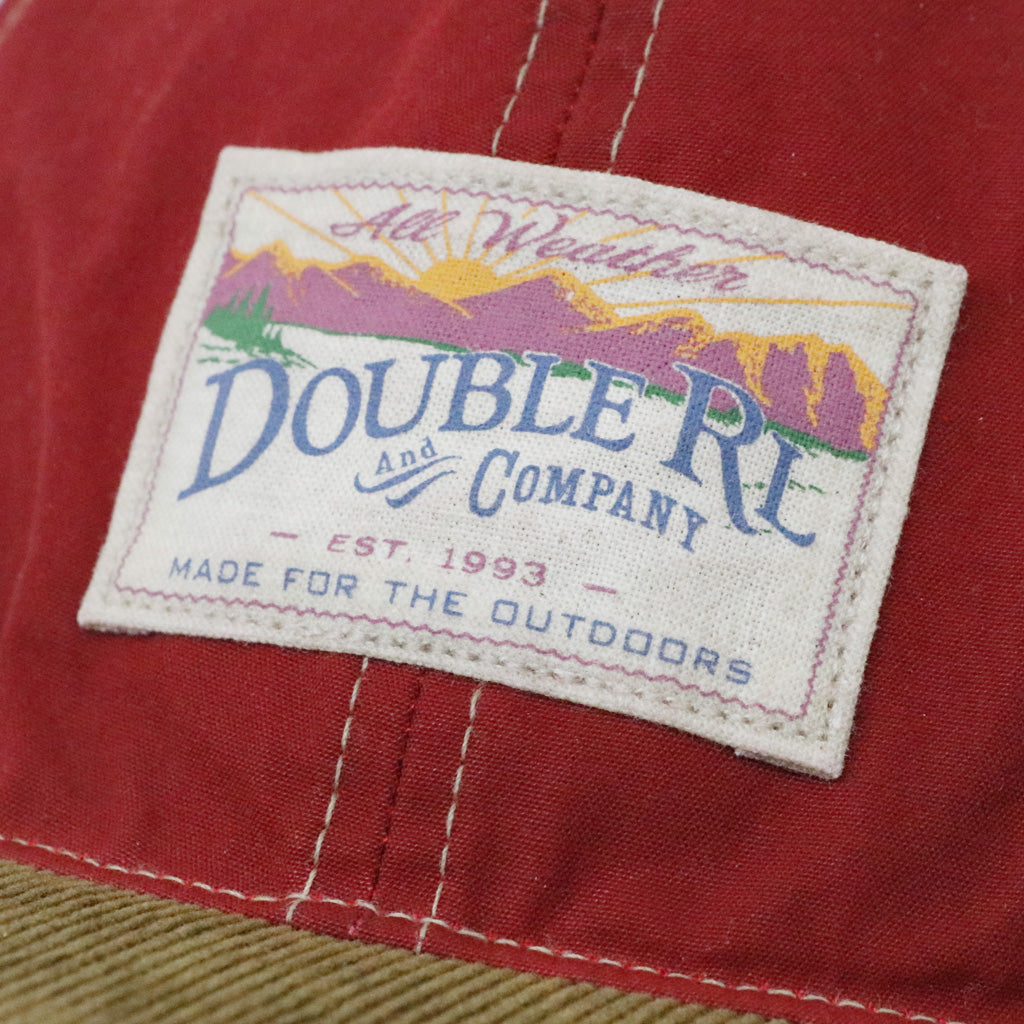 All Weather
DOUBLE RL
And COMPANY
— EST. 1993 —
MADE FOR THE OUTDOORS